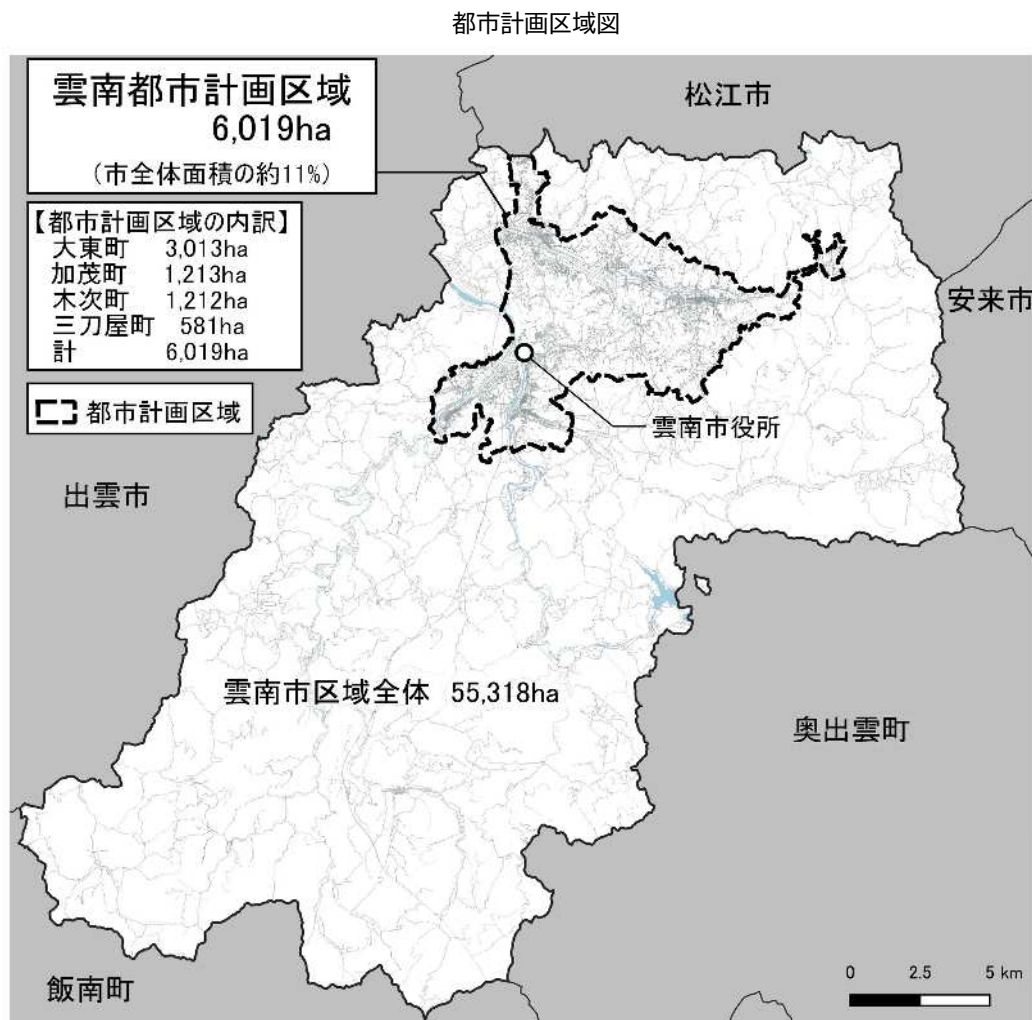 都市計画区域図
雲南都市計画区域
6,019ha
(市全体面積の約11%)
松江市
【都市計画区域の内訳】
大東町 3,013ha
加茂町 1,213ha
木次町 1,212ha
三刀屋町 581ha
計 6,019ha
安来市
都市計画区域
雲南市役所
出雲市
雲南市区域全体 55,318ha
奥出雲町
飯南町
0 2.5 5 km